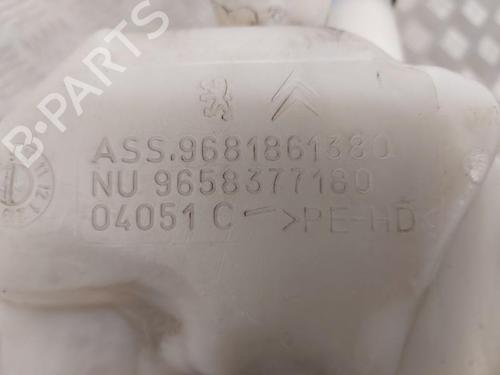 B-PARTS
ASS.9681861380
NU 9658377180
04051 C >PE-HD<